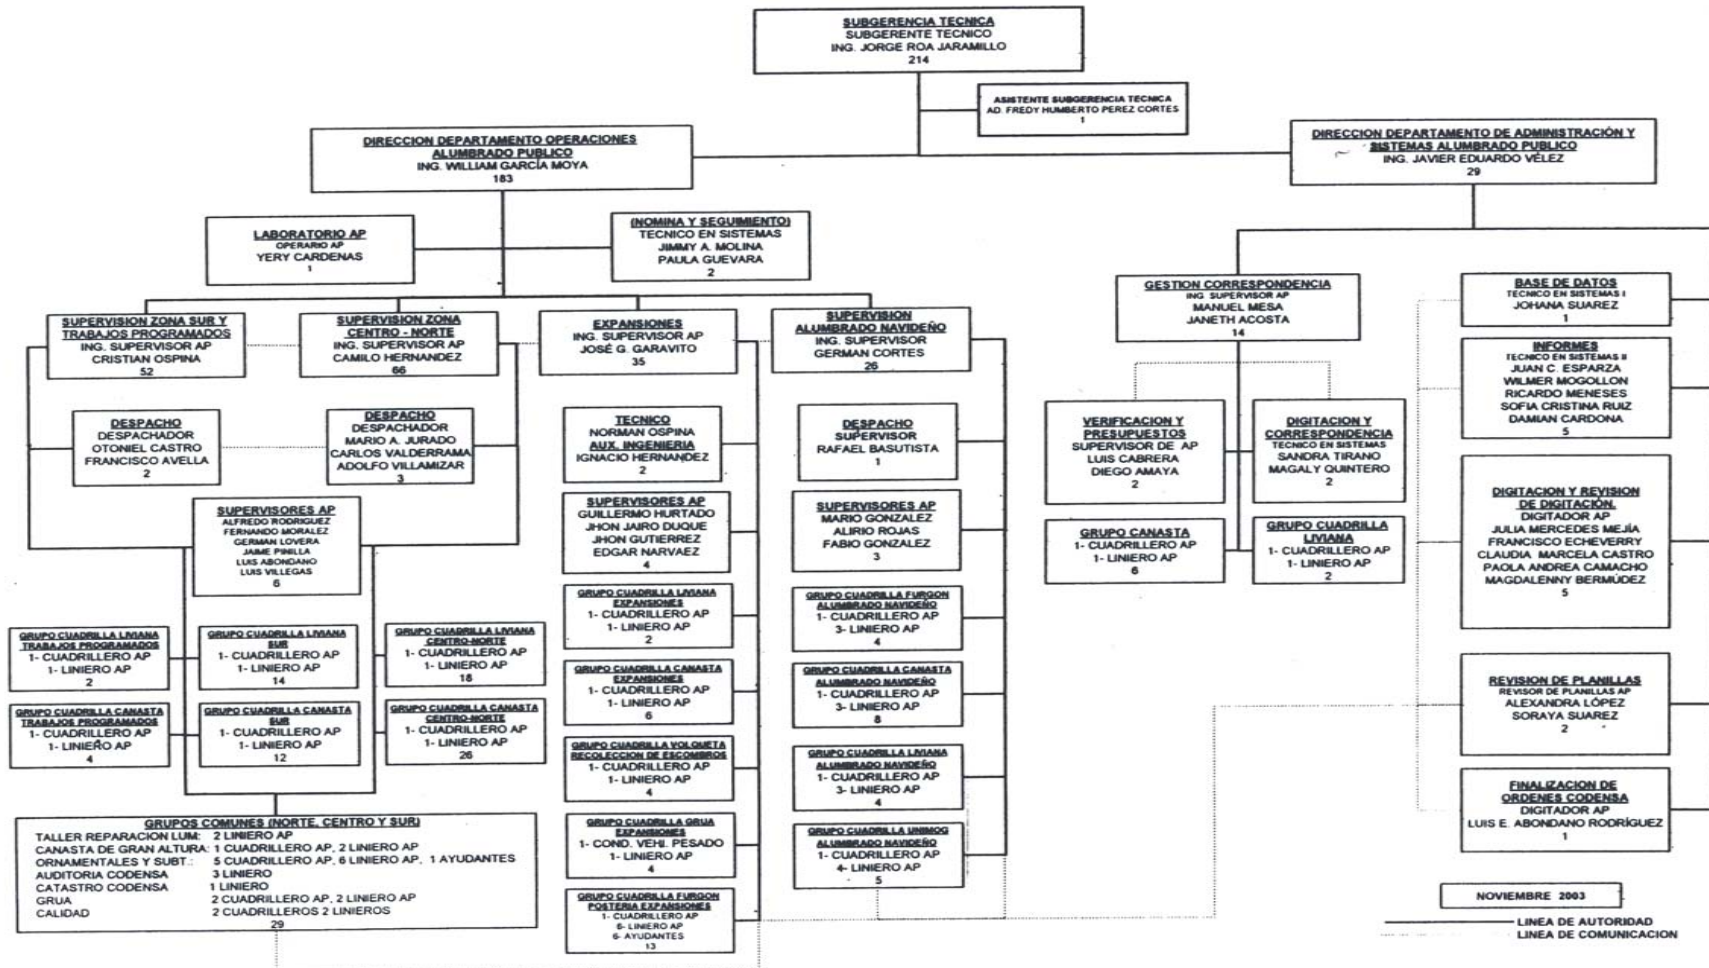 SUBGERENCIA TECNICA
SUBGERENTE TECNICO
ING. JORGE ROA JARAMILLO
214
ASISTENTE SUBGERENCIA TECNICA
AD. FREDY HUMBERTO PEREZ CORTES
1
DIRECCION DEPARTAMENTO OPERACIONES
ALUMBRADO PUBLICO
ING. WILLIAM GARCÍA MOYA
183
DIRECCION DEPARTAMENTO DE ADMINISTRACIÓN Y
SISTEMAS ALUMBRADO PUBLICO
ING. JAVIER EDUARDO VÉLEZ
29
LABORATORIO AP
OPERARIO AP
YERY CARDENAS
1
(NOMINA Y SEGUIMIENTO)
TECNICO EN SISTEMAS
JIMMY A. MOLINA
PAULA GUEVARA
2
SUPERVISION ZONA SUR Y
TRABAJOS PROGRAMADOS
ING. SUPERVISOR AP
CRISTIAN OSPINA
52
SUPERVISION ZONA
CENTRO - NORTE
ING. SUPERVISOR AP
CAMILO HERNANDEZ
66
EXPANSIONES
ING. SUPERVISOR AP
JOSÉ G. GARAVITO
35
SUPERVISION
ALUMBRADO NAVIDEÑO
ING. SUPERVISOR
GERMAN CORTES
26
DESPACHO
DESPACHADOR
OTONIEL CASTRO
FRANCISCO AVELLA
2
DESPACHO
DESPACHADOR
MARIO A. JURADO
CARLOS VALDERRAMA
ADOLFO VILLAMIZAR
3
SUPERVISORES AP
ALFREDO RODRIGUEZ
FERNANDO MORALEZ
GERMAN LOVERA
JAIME PINILLA
LUIS ABONDANO
LUIS VILLEGAS
6
GRUPO CUADRILLA LIVIANA
TRABAJOS PROGRAMADOS
1- CUADRILLERO AP
1- LINIERO AP
2
GRUPO CUADRILLA LIVIANA
SUR
1- CUADRILLERO AP
1- LINIERO AP
14
GRUPO CUADRILLA LIVIANA
CENTRO-NORTE
1- CUADRILLERO AP
1- LINIERO AP
18
GRUPO CUADRILLA CANASTA
TRABAJOS PROGRAMADOS
1- CUADRILLERO AP
1- LINIERO AP
4
GRUPO CUADRILLA CANASTA
SUR
1- CUADRILLERO AP
1- LINIERO AP
12
GRUPO CUADRILLA CANASTA
CENTRO-NORTE
1- CUADRILLERO AP
1- LINIERO AP
26
GRUPOS COMUNES (NORTE, CENTRO Y SUR)
TALLER REPARACION LUM: 2 LINIERO AP
CANASTA DE GRAN ALTURA: 1 CUADRILLERO AP, 2 LINIERO AP
ORNAMENTALES Y SUBT.: 5 CUADRILLERO AP, 6 LINIERO AP, 1 AYUDANTES
AUDITORIA CODENSA 3 LINIERO
CATASTRO CODENSA 1 LINIERO
GRUA 2 CUADRILLERO AP, 2 LINIERO AP
CALIDAD 2 CUADRILLEROS 2 LINIEROS
29
TECNICO
NORMAN OSPINA
AUX. INGENIERIA
IGNACIO HERNANDEZ
2
SUPERVISORES AP
GUILLERMO HURTADO
JHON JAIRO DUQUE
JHON GUTIERREZ
EDGAR NARVAEZ
4
GRUPO CUADRILLA LIVIANA
EXPANSIONES
1- CUADRILLERO AP
1- LINIERO AP
2
GRUPO CUADRILLA CANASTA
EXPANSIONES
1- CUADRILLERO AP
1- LINIERO AP
6
GRUPO CUADRILLA VOLQUETA
RECOLECCION DE ESCOMBROS
1- CUADRILLERO AP
1- LINIERO AP
4
GRUPO CUADRILLA GRUA
EXPANSIONES
1- COND. VEHI. PESADO
1- LINIERO AP
4
GRUPO CUADRILLA FURGON
POSTERIA EXPANSIONES
1- CUADRILLERO AP
6- LINIERO AP
6- AYUDANTES
13
DESPACHO
SUPERVISOR
RAFAEL BASUTISTA
1
SUPERVISORES AP
MARIO GONZALEZ
ALIRIO ROJAS
FABIO GONZALEZ
3
GRUPO CUADRILLA FURGON
ALUMBRADO NAVIDEÑO
1- CUADRILLERO AP
3- LINIERO AP
4
GRUPO CUADRILLA CANASTA
ALUMBRADO NAVIDEÑO
1- CUADRILLERO AP
3- LINIERO AP
8
GRUPO CUADRILLA LIVIANA
ALUMBRADO NAVIDEÑO
1- CUADRILLERO AP
3- LINIERO AP
4
GRUPO CUADRILLA UNIMOG
ALUMBRADO NAVIDEÑO
1- CUADRILLERO AP
4- LINIERO AP
5
GESTION CORRESPONDENCIA
ING. SUPERVISOR AP
MANUEL MESA
JANETH ACOSTA
14
VERIFICACION Y
PRESUPUESTOS
SUPERVISOR DE AP
LUIS CABRERA
DIEGO AMAYA
2
DIGITACION Y
CORRESPONDENCIA
TECNICO EN SISTEMAS
SANDRA TIRANO
MAGALY QUINTERO
2
GRUPO CANASTA
1- CUADRILLERO AP
1- LINIERO AP
6
GRUPO CUADRILLA
LIVIANA
1- CUADRILLERO AP
1- LINIERO AP
2
BASE DE DATOS
TECNICO EN SISTEMAS I
JOHANA SUAREZ
1
INFORMES
TECNICO EN SISTEMAS II
JUAN C. ESPARZA
WILMER MOGOLLON
RICARDO MENESES
SOFIA CRISTINA RUIZ
DAMIAN CARDONA
5
DIGITACION Y REVISION
DE DIGITACIÓN.
DIGITADOR AP
JULIA MERCEDES MEJÍA
FRANCISCO ECHEVERRY
CLAUDIA MARCELA CASTRO
PAOLA ANDREA CAMACHO
MAGDALENNY BERMÚDEZ
5
REVISION DE PLANILLAS
REVISOR DE PLANILLAS AP
ALEXANDRA LÓPEZ
SORAYA SUAREZ
2
FINALIZACION DE
ORDENES CODENSA
DIGITADOR AP
LUIS E. ABONDANO RODRÍGUEZ
1
NOVIEMBRE 2003
LINEA DE AUTORIDAD
LINEA DE COMUNICACION